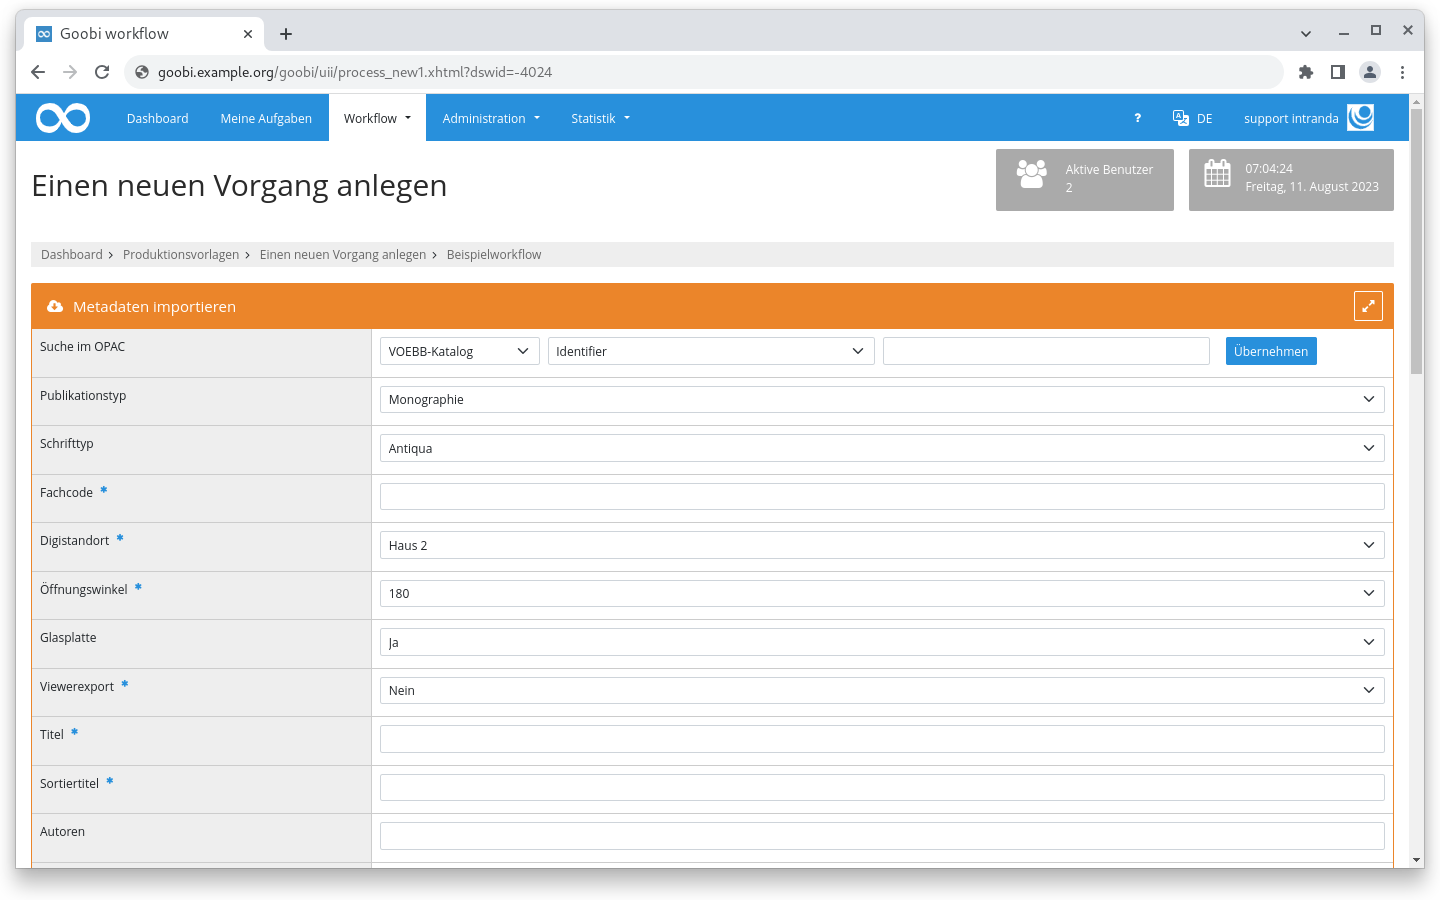 Goobi workflow
goobi.example.org/goobi/uii/process_new1.xhtml?dswid=-4024
Dashboard Meine Aufgaben Workflow Administration Statistik ? DE support intranda
Einen neuen Vorgang anlegen
Aktive Benutzer
2
07:04:24
Freitag, 11. August 2023
Dashboard > Produktionsvorlagen > Einen neuen Vorgang anlegen > Beispielworkflow
Metadaten importieren
Suche im OPAC VOEBB-Katalog Identifier Übernehmen
Publikationstyp Monographie
Schrifttyp Antiqua
Fachcode *
Digistandort * Haus 2
Öffnungswinkel * 180
Glasplatte Ja
Viewerexport * Nein
Titel *
Sortiertitel *
Autoren